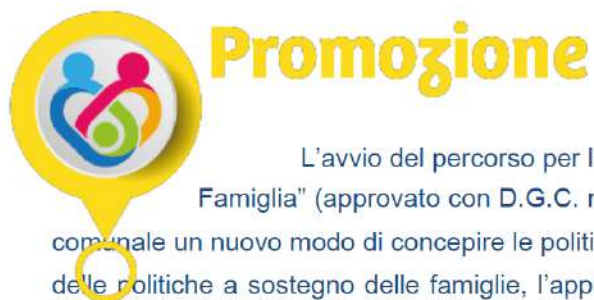 Promozione
L'avvio del percorso per l
Famiglia" (approvato con D.G.C. n
comunale un nuovo modo di concepire le politi
delle politiche a sostegno delle famiglie, l'app